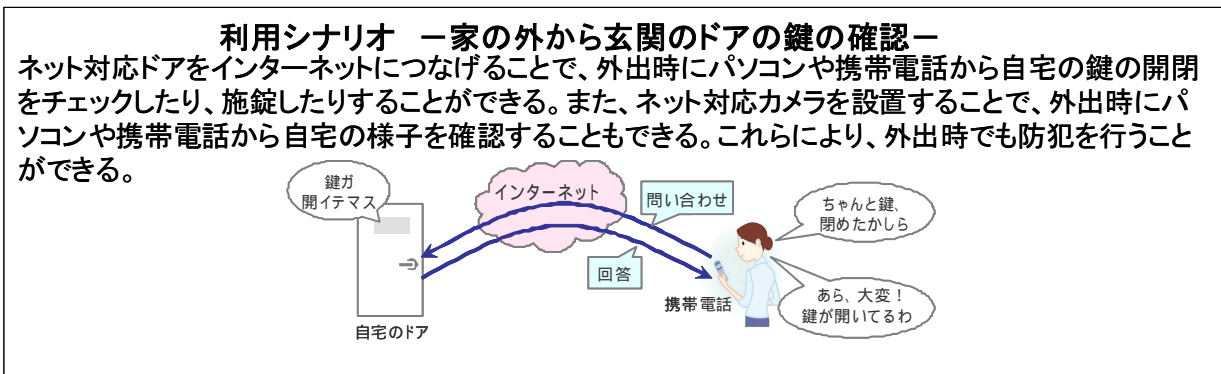 利用シナリオ －家の外から玄関のドアの鍵の確認－
ネット対応ドアをインターネットにつなげることで、外出時にパソコンや携帯電話から自宅の鍵の開閉
をチェックしたり、施錠したりすることができる。また、ネット対応カメラを設置することで、外出時にパ
ソコンや携帯電話から自宅の様子を確認することもできる。これらにより、外出時でも防犯を行うこと
ができる。
鍵ガ
開イテマス
インターネット
問い合わせ
ちゃんと鍵、
閉めたかしら
回答
携帯電話
あら、大変！
鍵が開いてるわ
自宅のドア